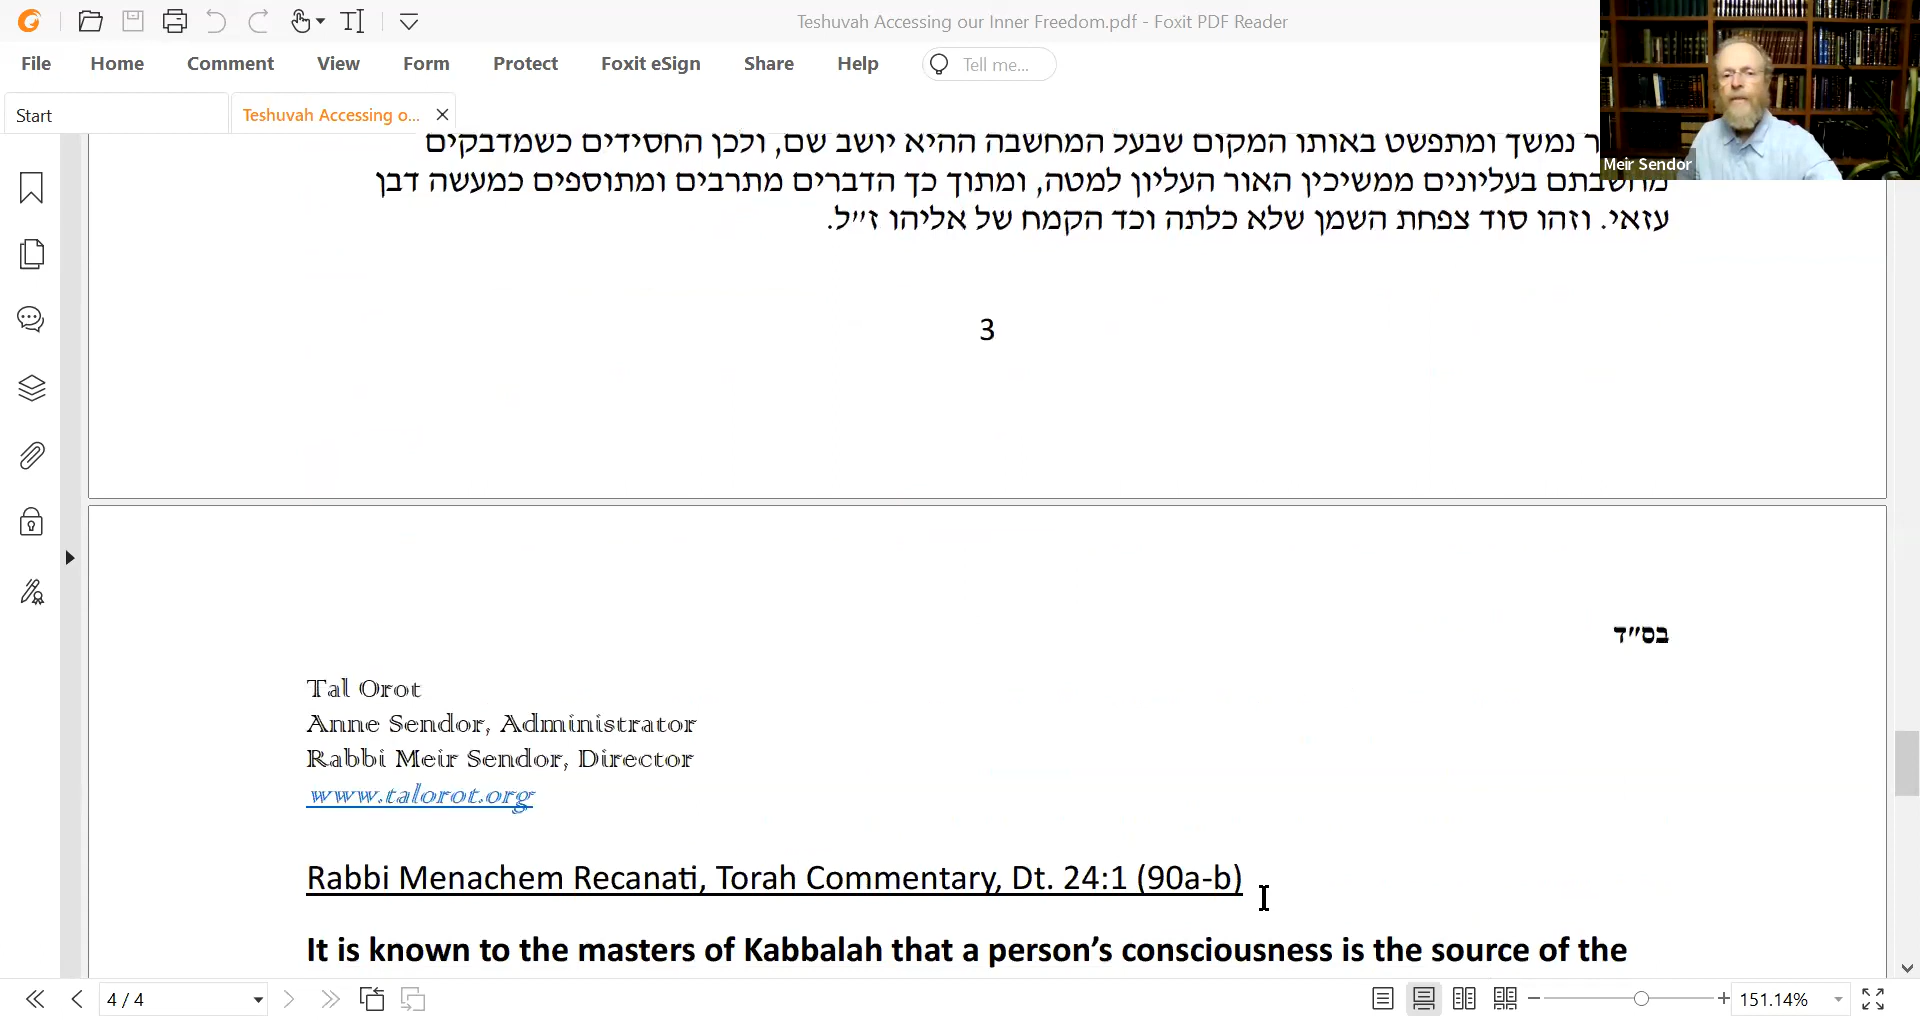 Teshuvah Accessing our Inner Freedom.pdf - Foxit PDF Reader
File Home Comment View Form Protect Foxit eSign Share Help Tell me...
Start
Teshuvah Accessing o...
Meir Sendor
נמשך ומתפשט באותו המקום שבעל המחשבה ההיא יושב שם, ולכן החסידים כשמדבקים
מחשבתם בעליונים ממשיכין האור העליון למטה, ומתוך כך הדברים מתרבים ומתוספים כמעשה דבן
עזאי. וזהו סוד צפחת השמן שלא כלתה וכד הקמח של אליהו ז״ל.
3
בס״ד
Tal Orot
Anne Sendor, Administrator
Rabbi Meir Sendor, Director
www.talorot.org
Rabbi Menachem Recanati, Torah Commentary, Dt. 24:1 (90a-b)
It is known to the masters of Kabbalah that a person’s consciousness is the source of the
4 / 4
151.14%